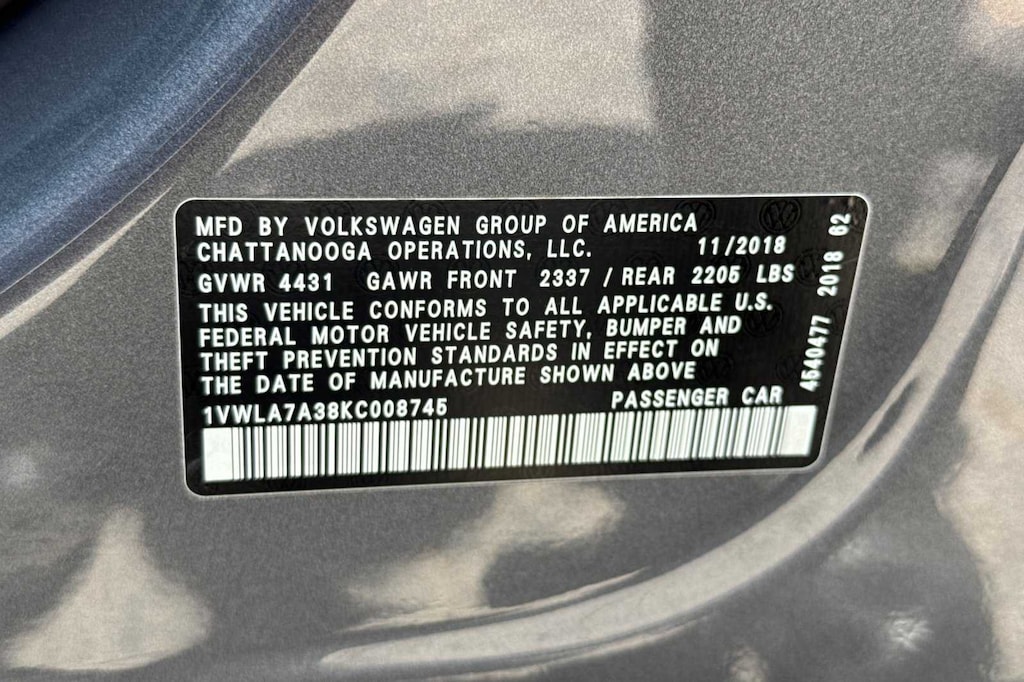 MFD BY VOLKSWAGEN GROUP OF AMERICA
CHATTANOOGA OPERATIONS, LLC. 11/2018
GVWR 4431 GAWR FRONT 2337 / REAR 2205 LBS
THIS VEHICLE CONFORMS TO ALL APPLICABLE U.S.
FEDERAL MOTOR VEHICLE SAFETY, BUMPER AND
THEFT PREVENTION STANDARDS IN EFFECT ON
THE DATE OF MANUFACTURE SHOWN ABOVE
1VWLA7A38KC008745 PASSENGER CAR
4540477 2018 62